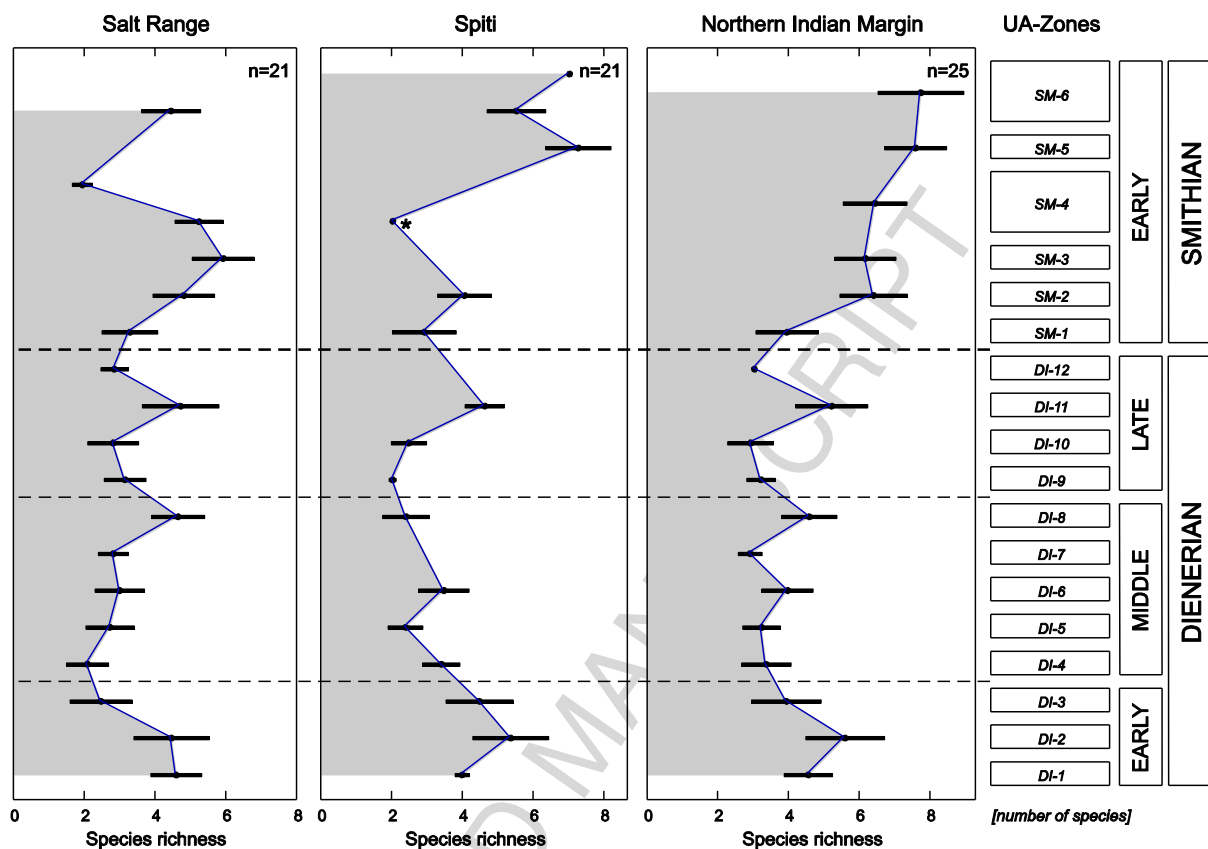 Salt Range
Spiti
Northern Indian Margin
UA-Zones
n=21
n=21
n=25
*
SM-6
SM-5
SM-4
SM-3
SM-2
SM-1
DI-12
DI-11
DI-10
DI-9
DI-8
DI-7
DI-6
DI-5
DI-4
DI-3
DI-2
DI-1
EARLY
LATE
MIDDLE
EARLY
SMITHIAN
DIENERIAN
0 2 4 6 8
0 2 4 6 8
0 2 4 6 8
Species richness
Species richness
Species richness
[number of species]
D MANUSCRIPT